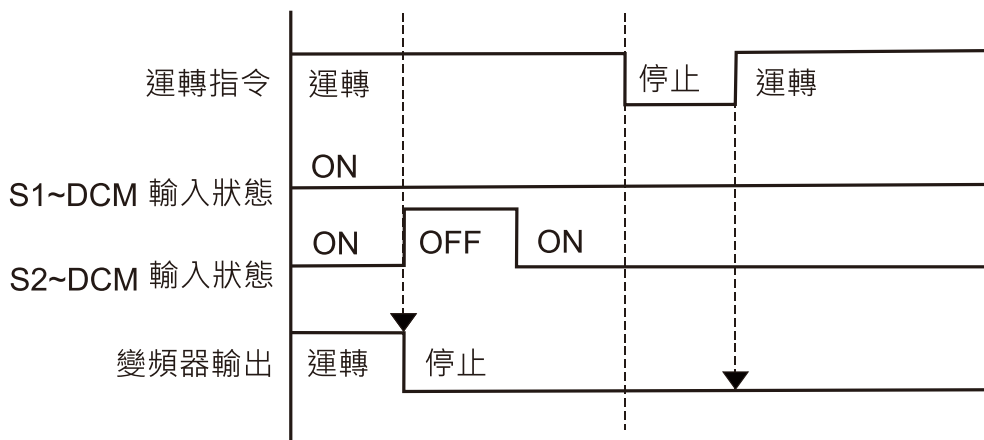 運轉指令 運轉 停止 運轉
ON
S1~DCM 輸入狀態
ON OFF ON
S2~DCM 輸入狀態
變頻器輸出 運轉 停止